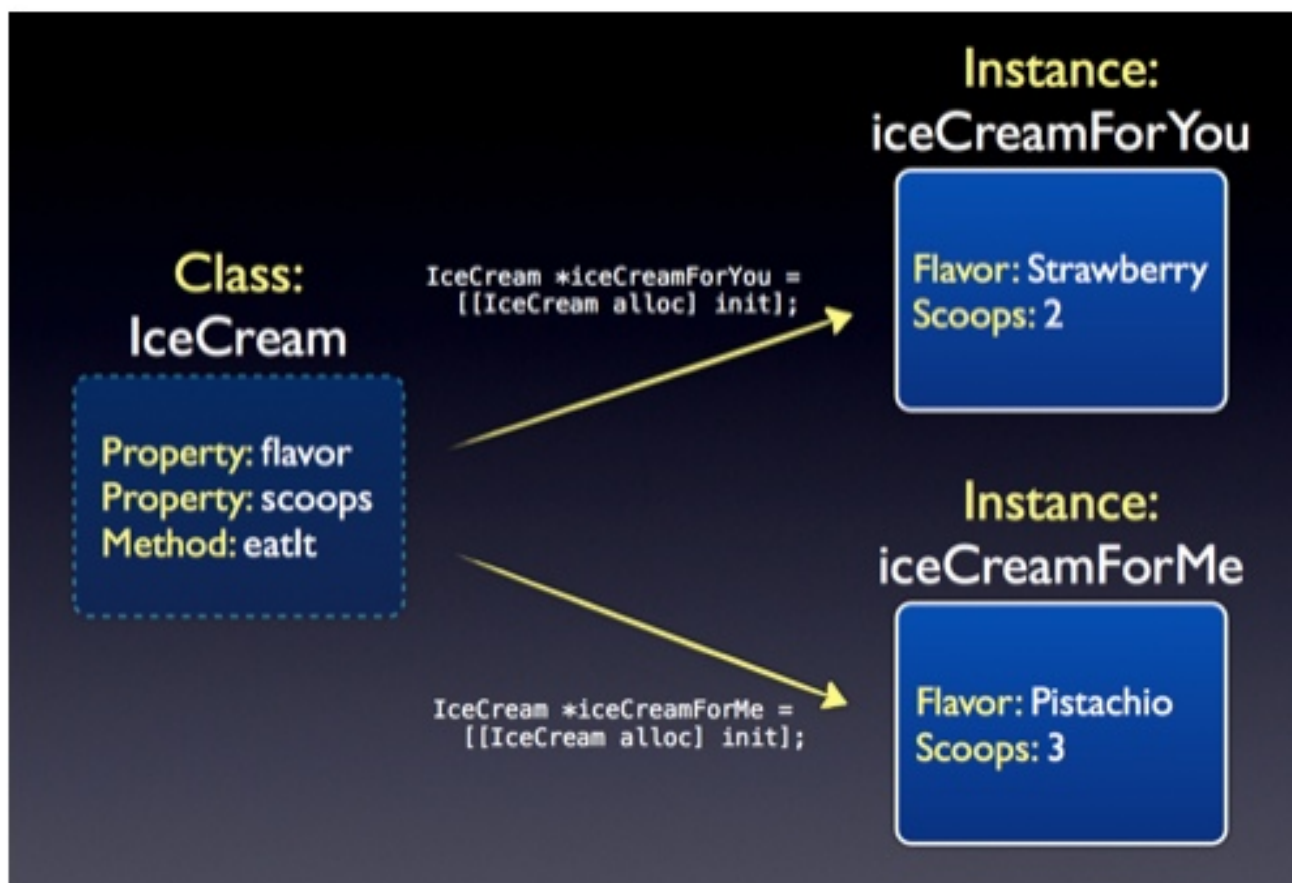 Class:
IceCream
Property: flavor
Property: scoops
Method: eatIt
IceCream *iceCreamForYou =
[[IceCream alloc] init];
Instance:
iceCreamForYou
Flavor: Strawberry
Scoops: 2
IceCream *iceCreamForMe =
[[IceCream alloc] init];
Instance:
iceCreamForMe
Flavor: Pistachio
Scoops: 3